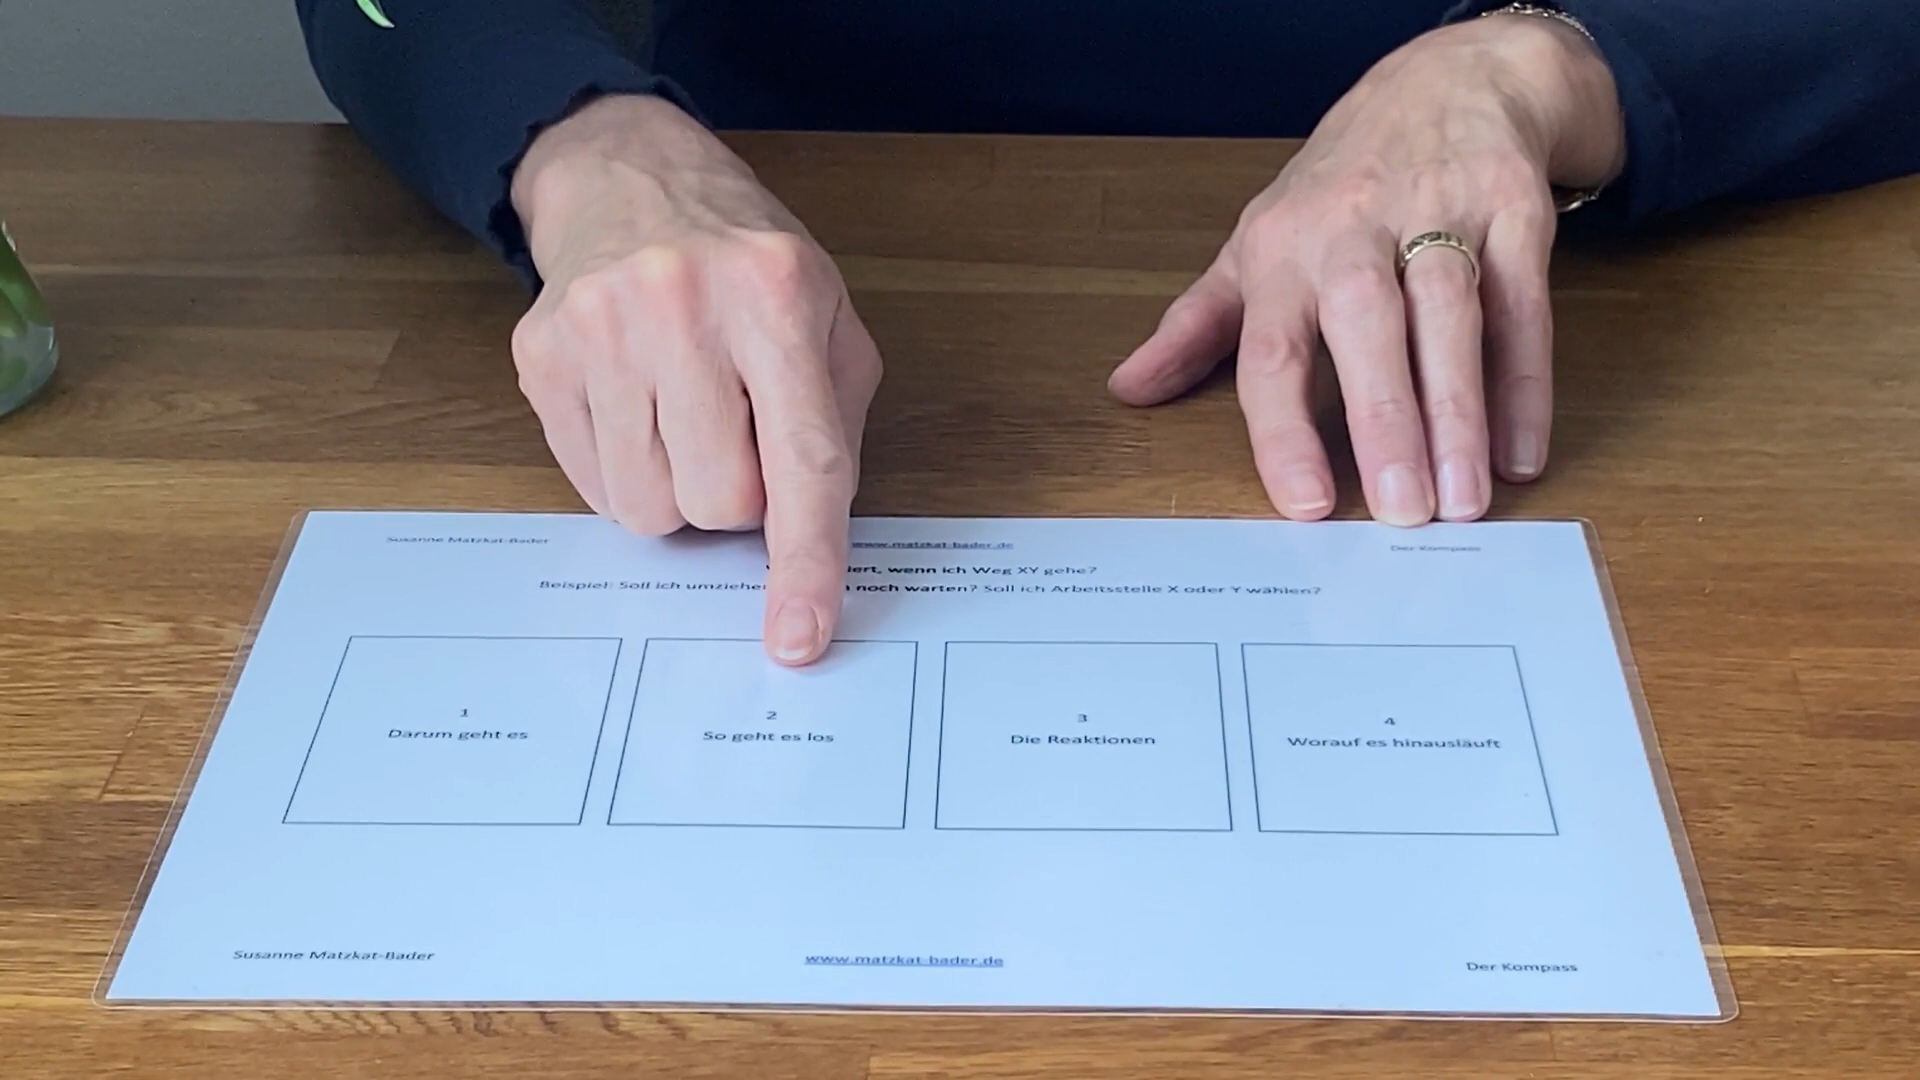 Susanne Matzkat-Bader www.matzkat-bader.de Der Kompass
wenn ich Weg XY gehe?
Beispiel: Soll ich umziehen noch warten? Soll ich Arbeitsstelle X oder Y wählen?
1
Darum geht es
2
So geht es los
3
Die Reaktionen
4
Worauf es hinausläuft
Susanne Matzkat-Bader www.matzkat-bader.de Der Kompass